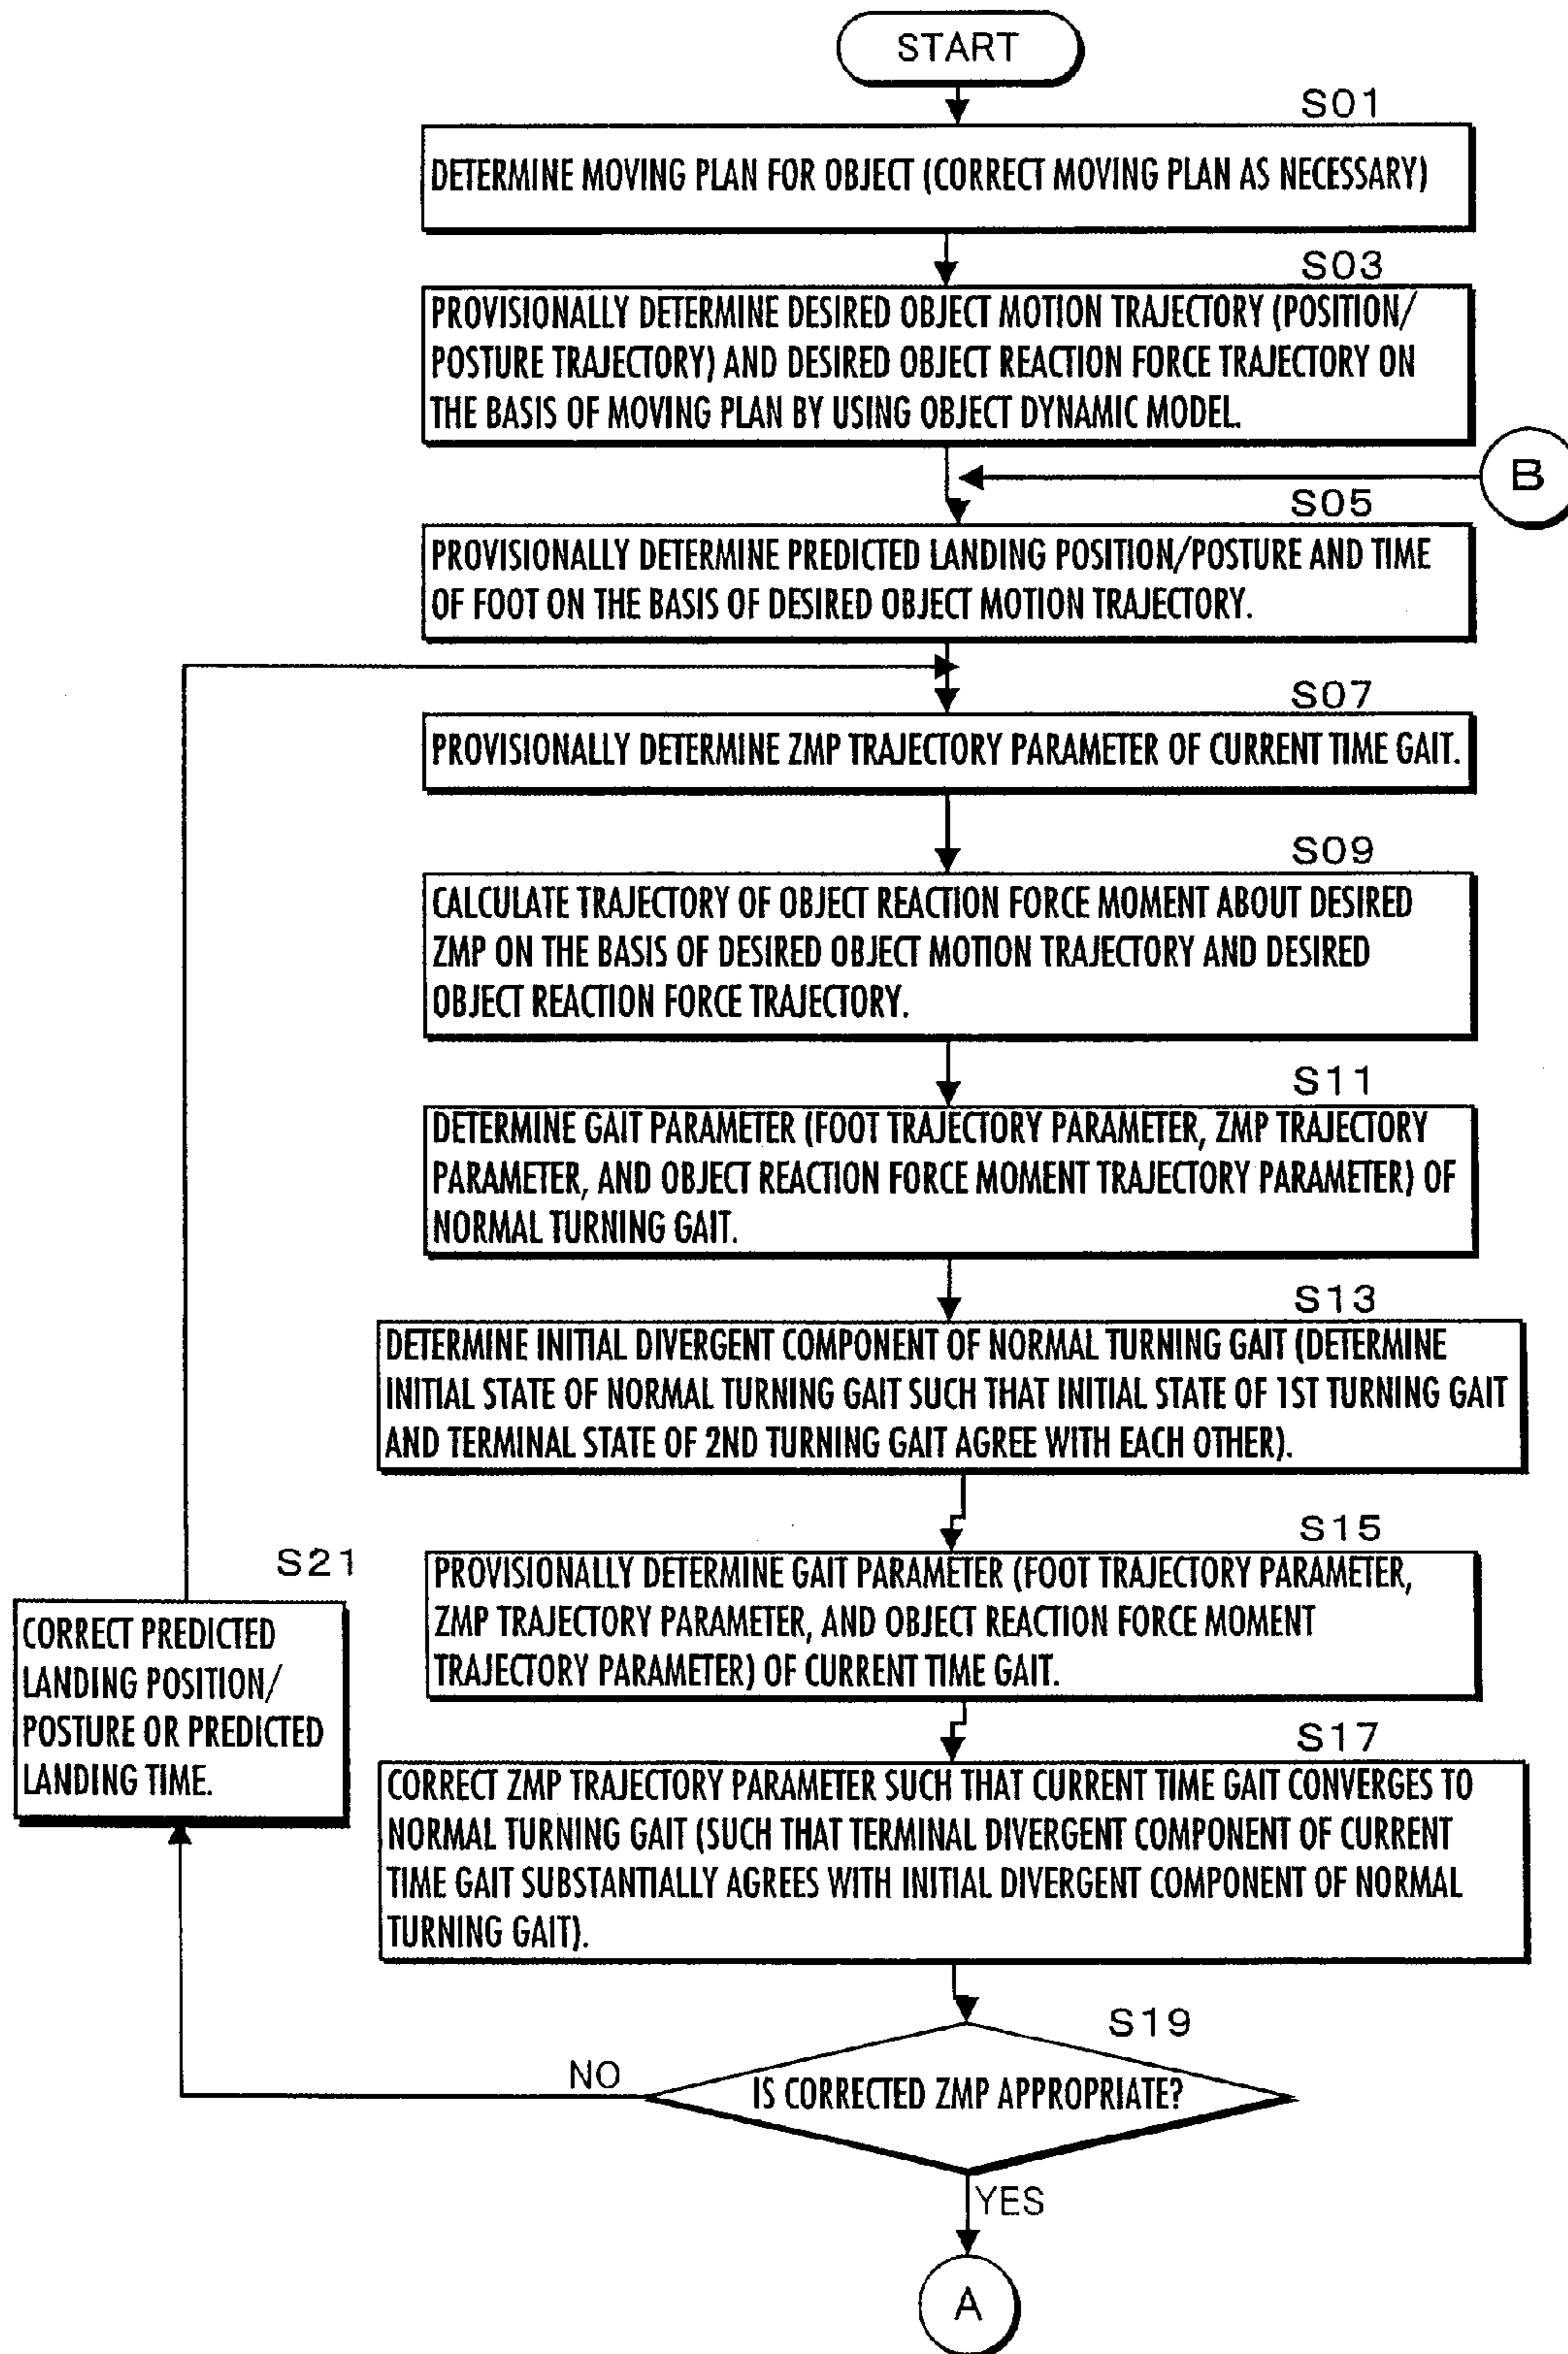 START
S01
DETERMINE MOVING PLAN FOR OBJECT (CORRECT MOVING PLAN AS NECESSARY)
S03
PROVISIONALLY DETERMINE DESIRED OBJECT MOTION TRAJECTORY (POSITION/
POSTURE TRAJECTORY) AND DESIRED OBJECT REACTION FORCE TRAJECTORY ON
THE BASIS OF MOVING PLAN BY USING OBJECT DYNAMIC MODEL.
B
S05
PROVISIONALLY DETERMINE PREDICTED LANDING POSITION/POSTURE AND TIME
OF FOOT ON THE BASIS OF DESIRED OBJECT MOTION TRAJECTORY.
S07
PROVISIONALLY DETERMINE ZMP TRAJECTORY PARAMETER OF CURRENT TIME GAIT.
S09
CALCULATE TRAJECTORY OF OBJECT REACTION FORCE MOMENT ABOUT DESIRED
ZMP ON THE BASIS OF DESIRED OBJECT MOTION TRAJECTORY AND DESIRED
OBJECT REACTION FORCE TRAJECTORY.
S11
DETERMINE GAIT PARAMETER (FOOT TRAJECTORY PARAMETER, ZMP TRAJECTORY
PARAMETER, AND OBJECT REACTION FORCE MOMENT TRAJECTORY PARAMETER) OF
NORMAL TURNING GAIT.
S13
DETERMINE INITIAL DIVERGENT COMPONENT OF NORMAL TURNING GAIT (DETERMINE
INITIAL STATE OF NORMAL TURNING GAIT SUCH THAT INITIAL STATE OF 1ST TURNING GAIT
AND TERMINAL STATE OF 2ND TURNING GAIT AGREE WITH EACH OTHER).
S15
PROVISIONALLY DETERMINE GAIT PARAMETER (FOOT TRAJECTORY PARAMETER,
ZMP TRAJECTORY PARAMETER, AND OBJECT REACTION FORCE MOMENT
TRAJECTORY PARAMETER) OF CURRENT TIME GAIT.
S21
CORRECT PREDICTED
LANDING POSITION/
POSTURE OR PREDICTED
LANDING TIME.
S17
CORRECT ZMP TRAJECTORY PARAMETER SUCH THAT CURRENT TIME GAIT CONVERGES TO
NORMAL TURNING GAIT (SUCH THAT TERMINAL DIVERGENT COMPONENT OF CURRENT
TIME GAIT SUBSTANTIALLY AGREES WITH INITIAL DIVERGENT COMPONENT OF NORMAL
TURNING GAIT).
S19
NO
IS CORRECTED ZMP APPROPRIATE?
YES
A